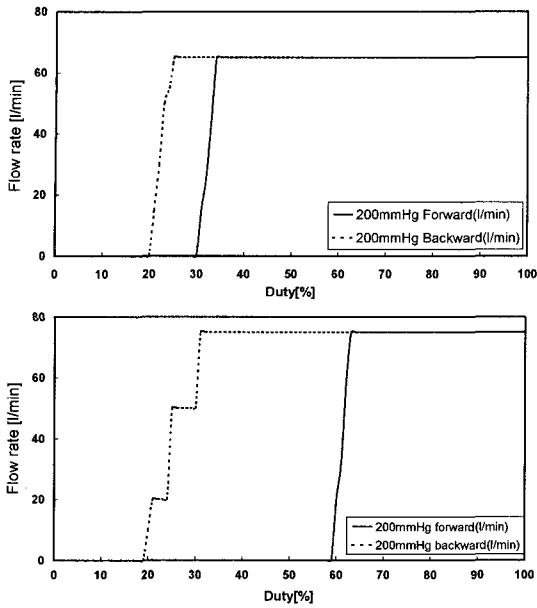 80
60
40
20
0
Flow rate [l/min]
200mmHg Forward(l/min)
200mmHg Backward(l/min)
0 10 20 30 40 50 60 70 80 90 100
Duty[%]
80
60
40
20
0
Flow rate [l/min]
200mmHg forward(l/min)
200mmHg backward(l/min)
0 10 20 30 40 50 60 70 80 90 100
Duty[%]